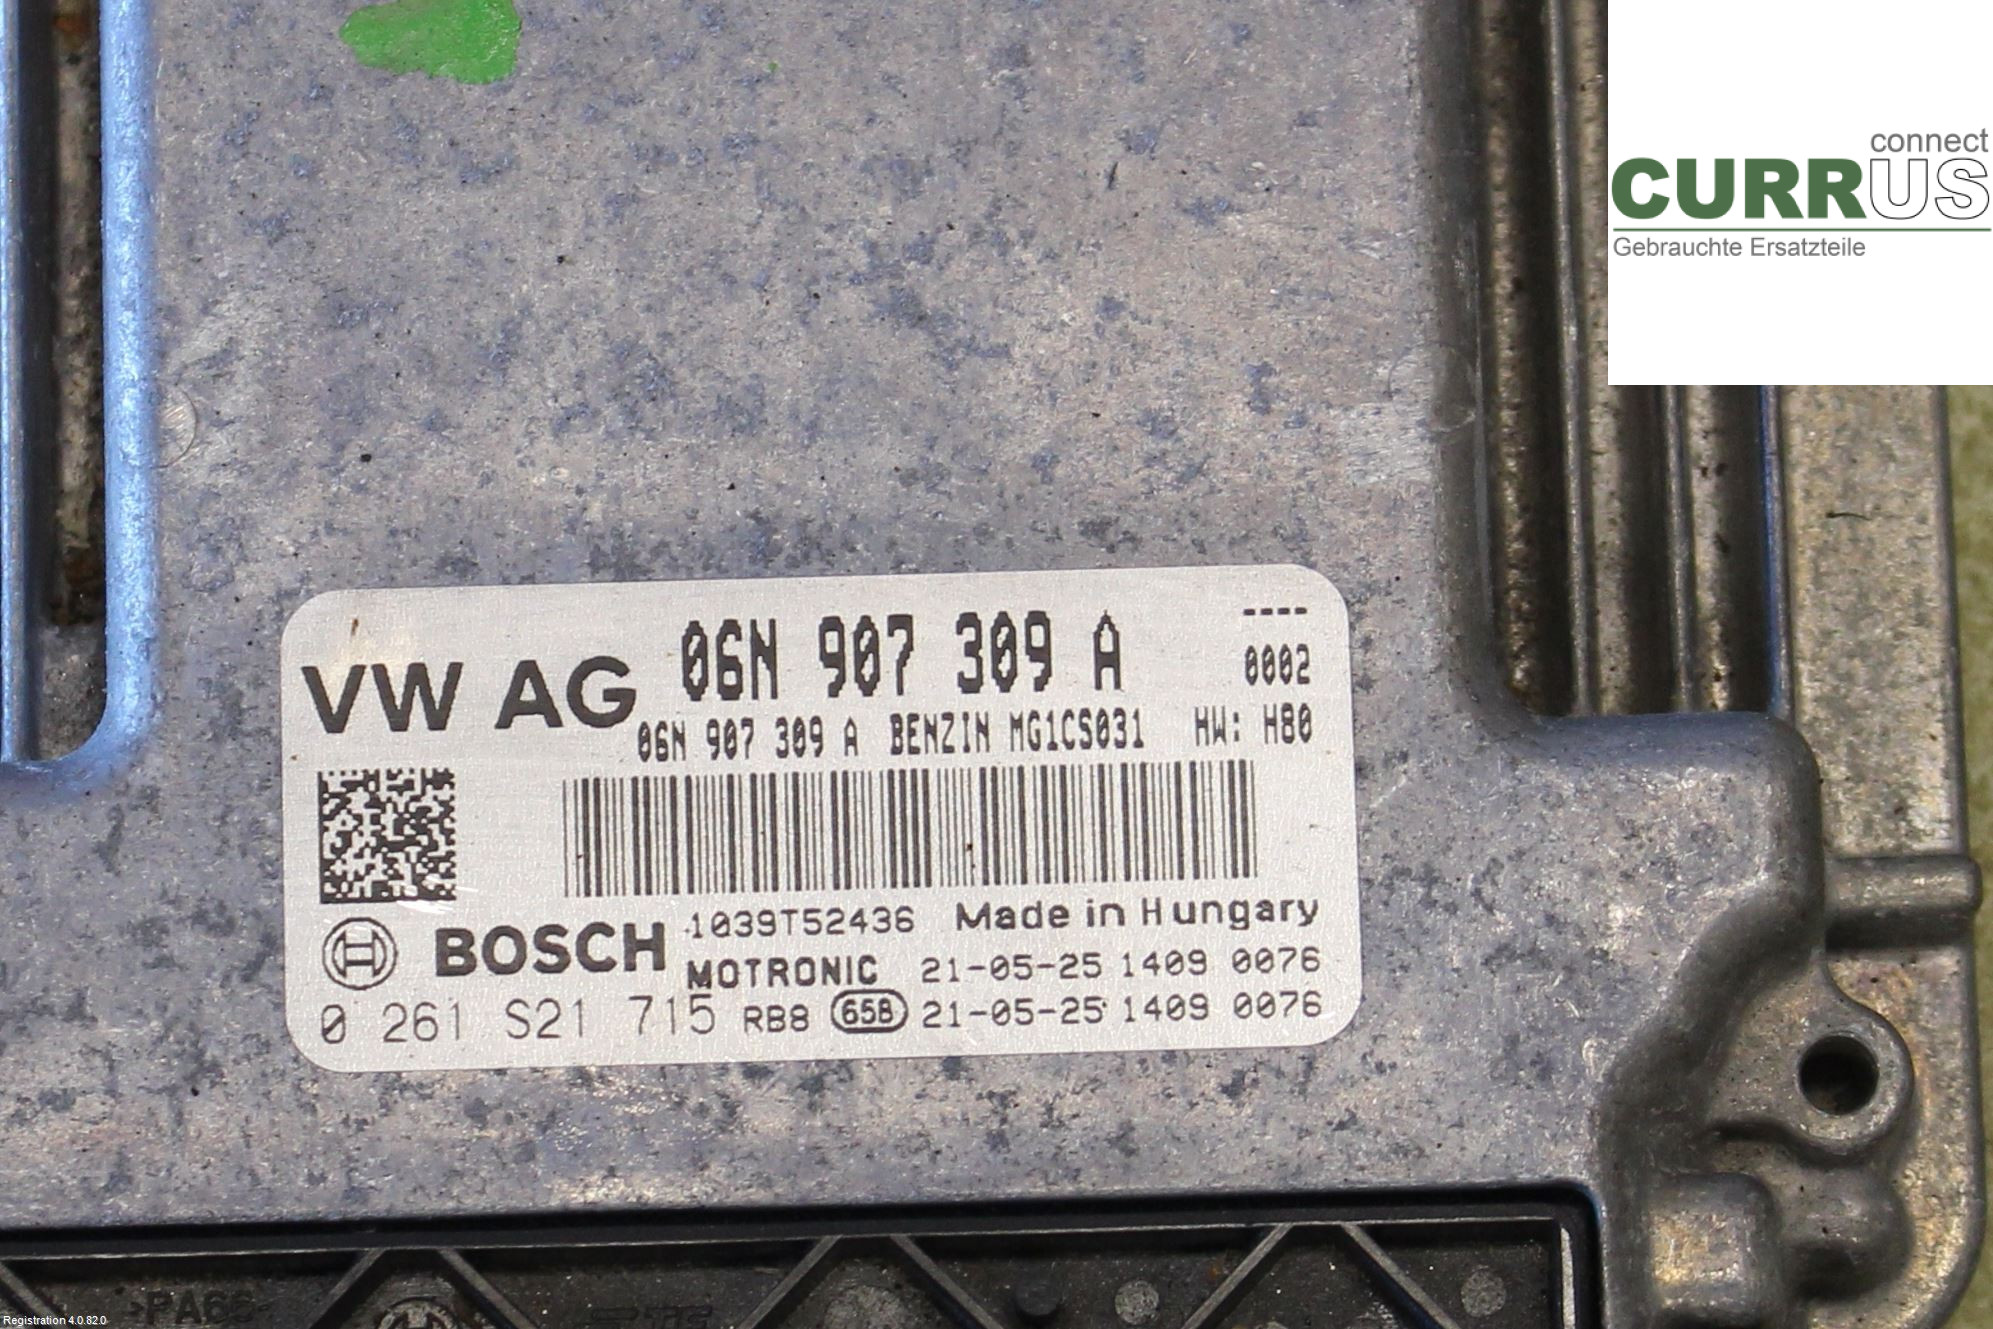 connect
CURRUS
Gebrauchte Ersatzteile
VW AG 06N 907 309 A ----
0002
06N 907 309 A BENZIN MG1CS031 HW: H80
BOSCH 1039T52436 Made in Hungary
MOTRONIC 21-05-25 1409 0076
0 261 S21 715 RB8 65B 21-05-25 1409 0076
Registration 4.0.82.0